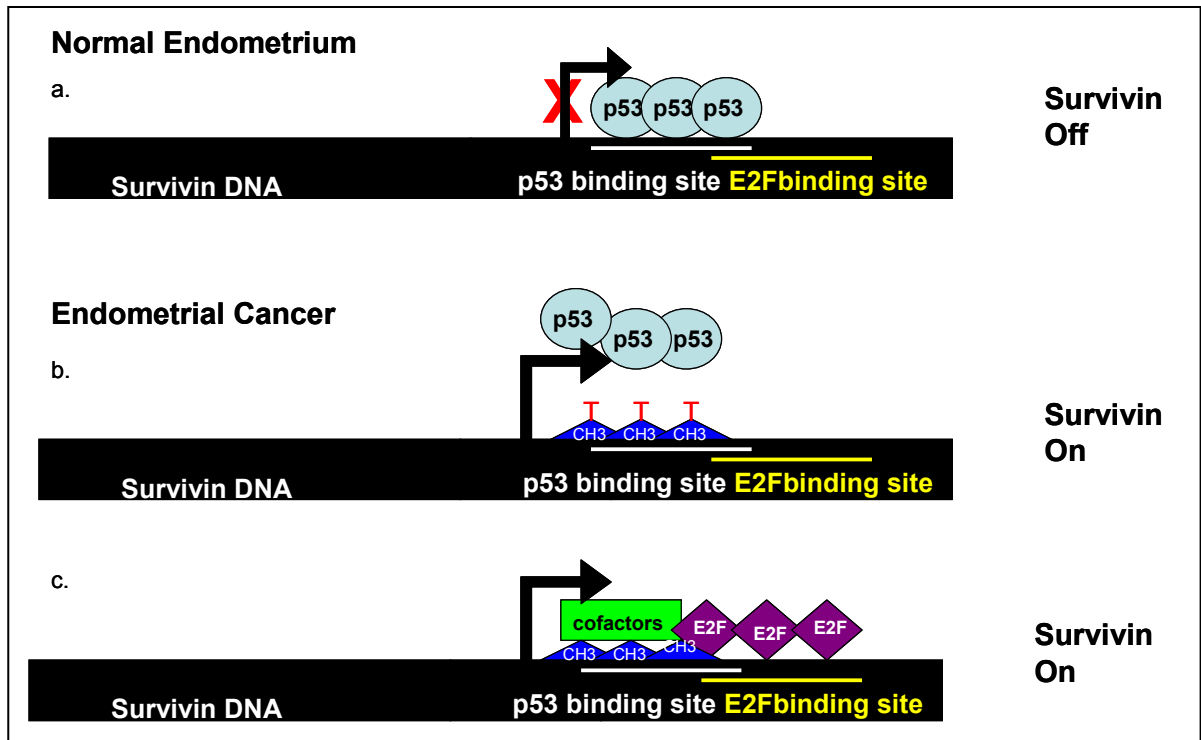 Normal Endometrium
a.
p53 p53 p53
Survivin
Off
Survivin DNA
p53 binding site E2Fbinding site
Endometrial Cancer
b.
p53 p53 p53
CH3 CH3 CH3
Survivin
On
Survivin DNA
p53 binding site E2Fbinding site
c.
cofactors E2F E2F E2F
CH3 CH3 CH3
Survivin
On
Survivin DNA
p53 binding site E2Fbinding site